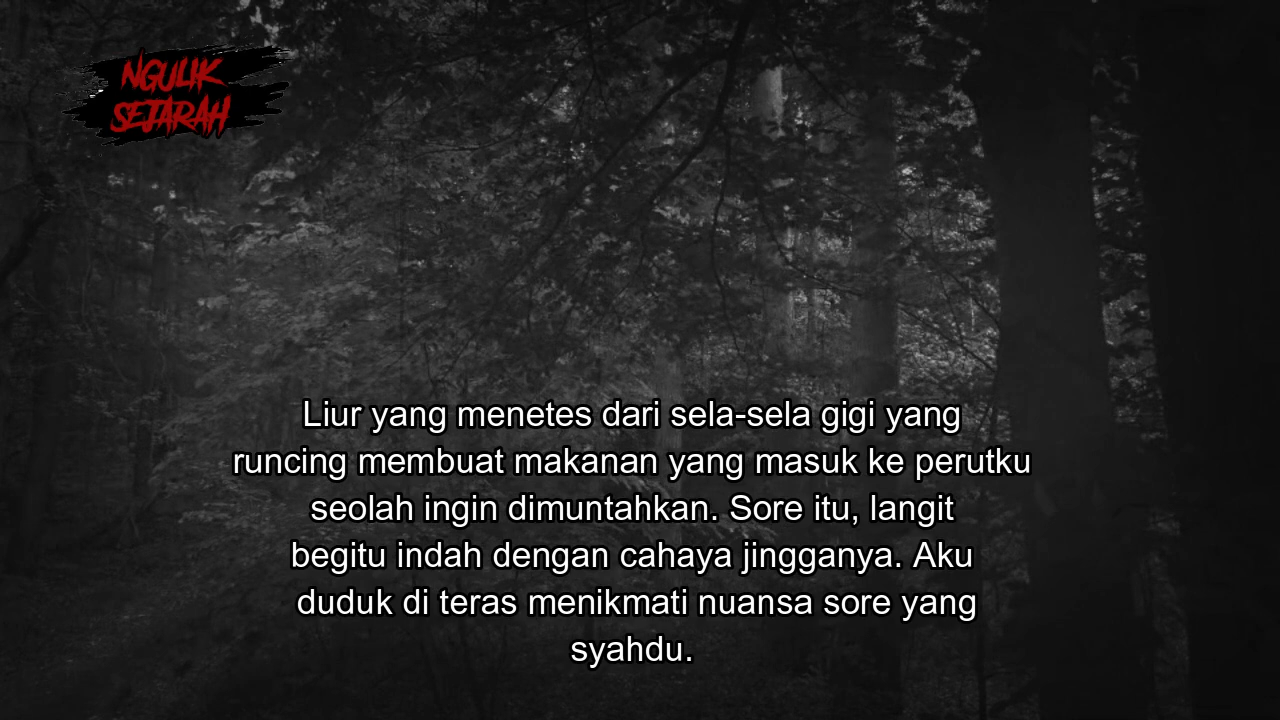 NGULIK
SEJARAH
Liur yang menetes dari sela-sela gigi yang
runcing membuat makanan yang masuk ke perutku
seolah ingin dimuntahkan. Sore itu, langit
begitu indah dengan cahaya jingganya. Aku
duduk di teras menikmati nuansa sore yang
syahdu.